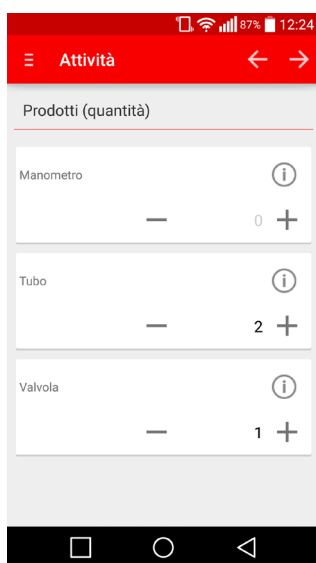 87% 12:24
Attività
Prodotti (quantità)
Manometro
0
Tubo
2
Valvola
1